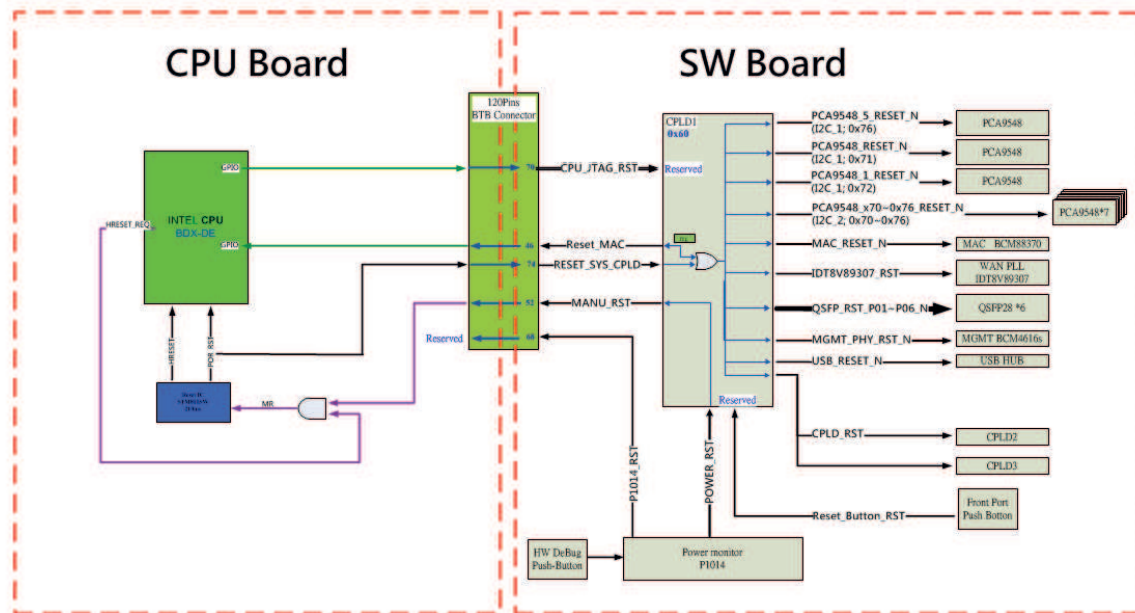 CPU Board
SW Board
120Pins
BTB Connector
CPLD1
0x60
PCA9548_5_RESET_N
(I2C_1; 0x76)
PCA9548
PCA9548_RESET_N
(I2C_1; 0x71)
PCA9548
PCA9548_1_RESET_N
(I2C_1; 0x72)
PCA9548
PCA9548_x70~0x76_RESET_N
(I2C_2; 0x70~0x76)
PCA9548*7
GPIO
70
CPU_JTAG_RST
Reserved
INTEL CPU
BDX-DE
HRESET_REQ
GPIO
86
Reset_MAC
MAC_RESET_N
MAC BCM88370
74
RESET_SYS_CPLD
IDT8V89307_RST
WAN PLL
IDT8V89307
52
MANU_RST
QSFP_RST_P01~P06_N
QSFP28 *6
Reserved
68
MGMT_PHY_RST_N
MGMT BCM4616s
USB_RESET_N
USB HUB
HRESET
POR_RST
MR
Reserved
CPLD_RST
CPLD2
CPLD3
P1014_RST
POWER_RST
Reset_Button_RST
Front Port
Push Botton
HW DeBug
Push-Button
Power monitor
P1014